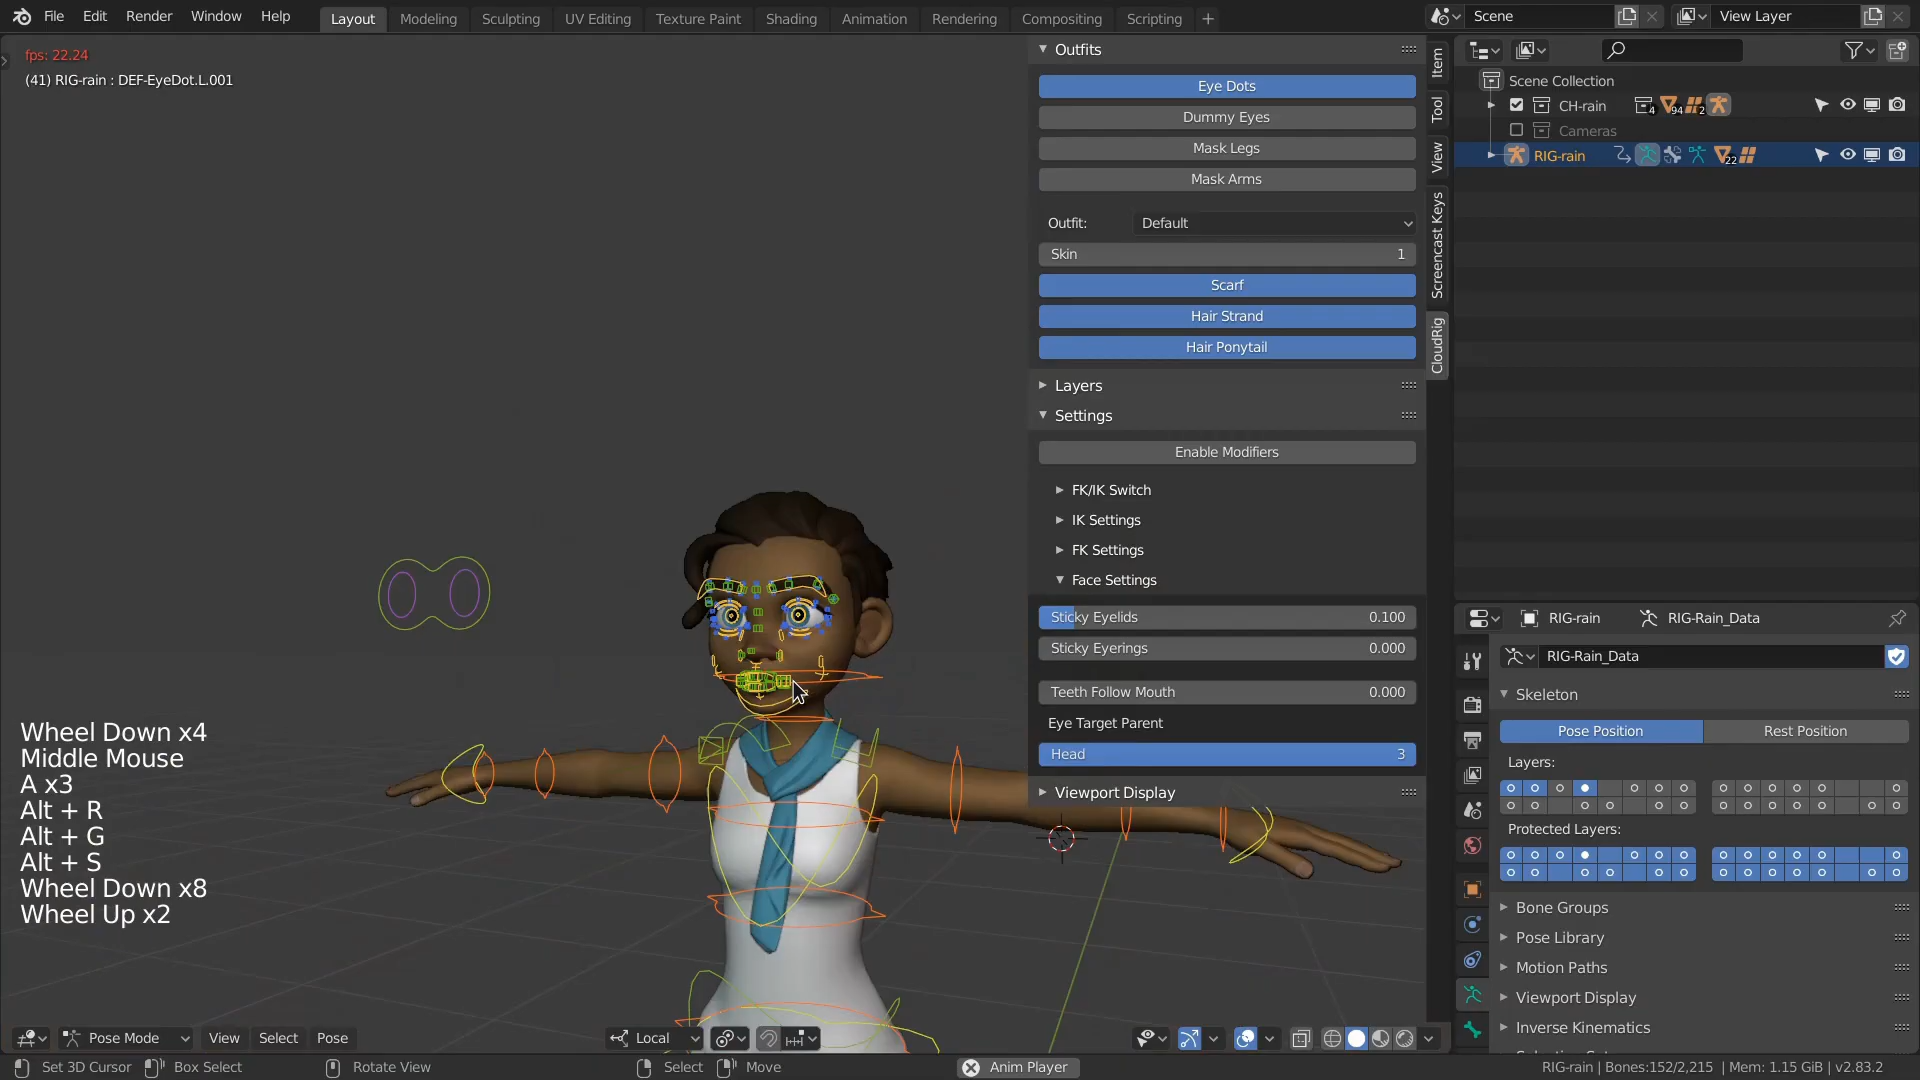 File Edit Render Window Help
Layout Modeling Sculpting UV Editing Texture Paint Shading Animation Rendering Compositing Scripting +
Scene
View Layer
fps: 22.24
(41) RIG-rain : DEF-EyeDot.L.001
Outfits
Eye Dots
Dummy Eyes
Mask Legs
Mask Arms
Outfit: Default
Skin 1
Scarf
Hair Strand
Hair Ponytail
Layers
Settings
Enable Modifiers
FK/IK Switch
IK Settings
FK Settings
Face Settings
Sticky Eyelids 0.100
Sticky Eyerings 0.000
Teeth Follow Mouth 0.000
Eye Target Parent
Head 3
Viewport Display
Item
Tool
View
Screencast Keys
CloudRig
Scene Collection
CH-rain 4 94 2
Cameras
RIG-rain 22
RIG-rain RIG-Rain_Data
RIG-Rain_Data
Skeleton
Pose Position Rest Position
Layers:
Protected Layers:
Bone Groups
Pose Library
Motion Paths
Viewport Display
Inverse Kinematics
Wheel Down x4
Middle Mouse
A x3
Alt + R
Alt + G
Alt + S
Wheel Down x8
Wheel Up x2
Pose Mode View Select Pose
Local
Set 3D Cursor Box Select Rotate View Select Move
Anim Player
RIG-rain | Bones:152/2,215 | Mem: 1.15 GiB | v2.83.2